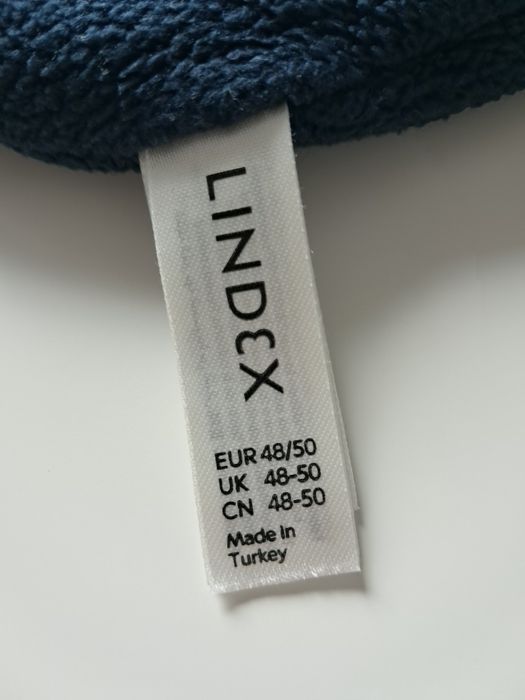 LINDEX
EUR 48/50
UK 48-50
CN 48-50
Made in
Turkey